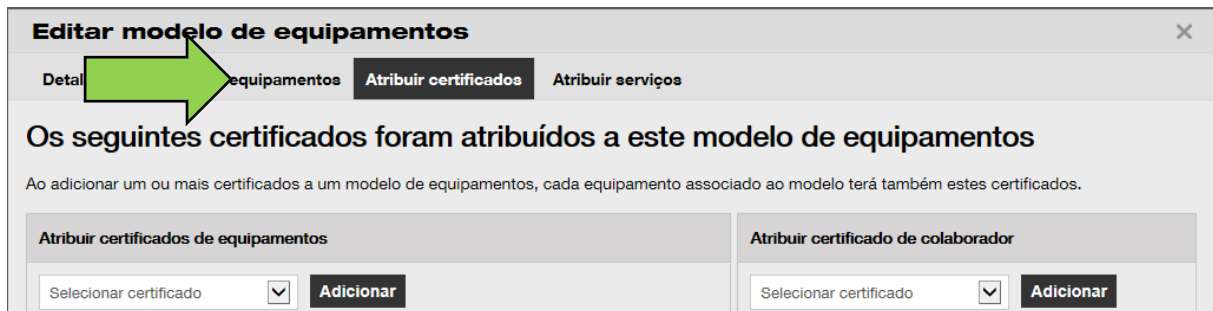 Editar modelo de equipamentos
equipamentos Atribuir certificados Atribuir serviços
Os seguintes certificados foram atribuídos a este modelo de equipamentos
Ao adicionar um ou mais certificados a um modelo de equipamentos, cada equipamento associado ao modelo terá também estes certificados.
Atribuir certificados de equipamentos
Atribuir certificado de colaborador
Selecionar certificado Adicionar
Selecionar certificado Adicionar